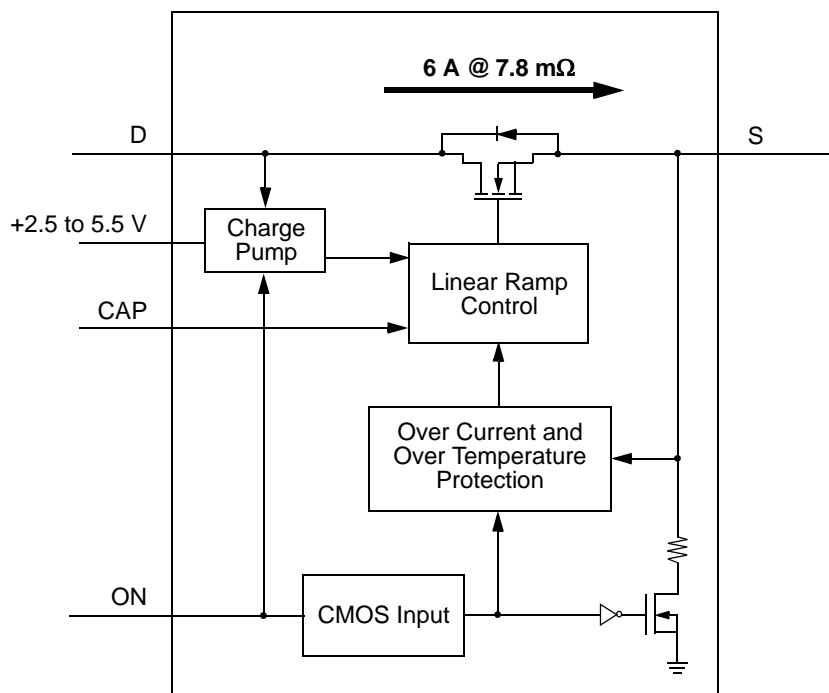 6 A @ 7.8 mΩ
D
S
+2.5 to 5.5 V
Charge
Pump
Linear Ramp
Control
CAP
Over Current and
Over Temperature
Protection
ON
CMOS Input